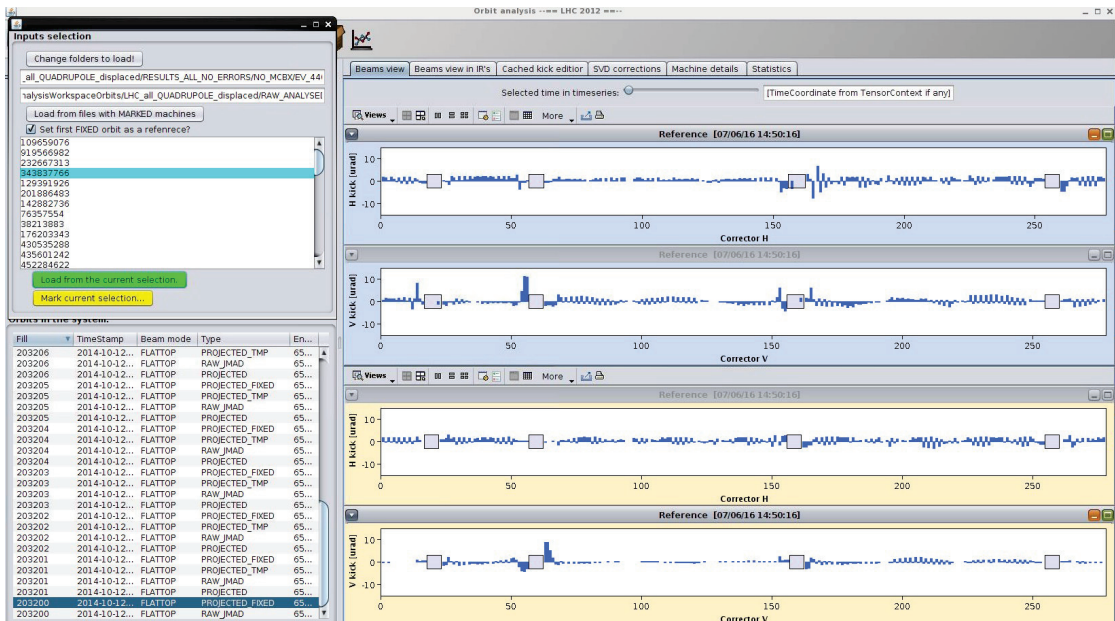 Orbit analysis --== LHC 2012 ==--
Inputs selection
Change folders to load!
_all_QUADRUPOLE_displaced/RESULTS_ALL_NO_ERRORS/NO_MCBX/EV_44
nalysisWorkspaceOrbits/LHC_all_QUADRUPOLE_displaced/RAW_ANALYSED
Load from files with MARKED machines
Set first FIXED orbit as a refenrece?
109659076
919566982
232667313
343837766
129391926
201886483
142882736
76357554
38213883
176203343
430535288
435601242
452284622
Load from the current selection.
Mark current selection...
Orbits in the system:
Fill TimeStamp Beam mode Type En...
203206 2014-10-12... FLATTOP PROJECTED_TMP 65...
203206 2014-10-12... FLATTOP RAW_JMAD 65...
203206 2014-10-12... FLATTOP PROJECTED 65...
203205 2014-10-12... FLATTOP PROJECTED_FIXED 65...
203205 2014-10-12... FLATTOP PROJECTED_TMP 65...
203205 2014-10-12... FLATTOP RAW_JMAD 65...
203205 2014-10-12... FLATTOP PROJECTED 65...
203204 2014-10-12... FLATTOP PROJECTED_FIXED 65...
203204 2014-10-12... FLATTOP PROJECTED_TMP 65...
203204 2014-10-12... FLATTOP RAW_JMAD 65...
203204 2014-10-12... FLATTOP PROJECTED 65...
203203 2014-10-12... FLATTOP PROJECTED_FIXED 65...
203203 2014-10-12... FLATTOP PROJECTED_TMP 65...
203203 2014-10-12... FLATTOP RAW_JMAD 65...
203203 2014-10-12... FLATTOP PROJECTED 65...
203202 2014-10-12... FLATTOP PROJECTED_FIXED 65...
203202 2014-10-12... FLATTOP PROJECTED_TMP 65...
203202 2014-10-12... FLATTOP RAW_JMAD 65...
203202 2014-10-12... FLATTOP PROJECTED 65...
203201 2014-10-12... FLATTOP PROJECTED_FIXED 65...
203201 2014-10-12... FLATTOP PROJECTED_TMP 65...
203201 2014-10-12... FLATTOP RAW_JMAD 65...
203201 2014-10-12... FLATTOP PROJECTED 65...
203200 2014-10-12... FLATTOP PROJECTED_FIXED 65...
203200 2014-10-12... FLATTOP RAW_JMAD 65...
Beams view Beams view in IR's Cached kick editior SVD corrections Machine details Statistics
Selected time in timeseries: [TimeCoordinate from TensorContext if any]
Views More
Reference [07/06/16 14:50:16]
H kick [urad]
10
0
-10
0 50 100 150 200 250
Corrector H
Reference [07/06/16 14:50:16]
V kick [urad]
10
0
-10
0 50 100 150 200 250
Corrector V
Views More
Reference [07/06/16 14:50:16]
H kick [urad]
10
0
-10
0 50 100 150 200 250
Corrector H
Reference [07/06/16 14:50:16]
V kick [urad]
10
0
-10
0 50 100 150 200 250
Corrector V